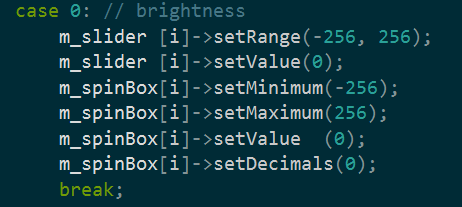 case 0: // brightness
    m_slider [i]->setRange(-256, 256);
    m_slider [i]->setValue(0);
    m_spinBox[i]->setMinimum(-256);
    m_spinBox[i]->setMaximum(256);
    m_spinBox[i]->setValue  (0);
    m_spinBox[i]->setDecimals(0);
    break;